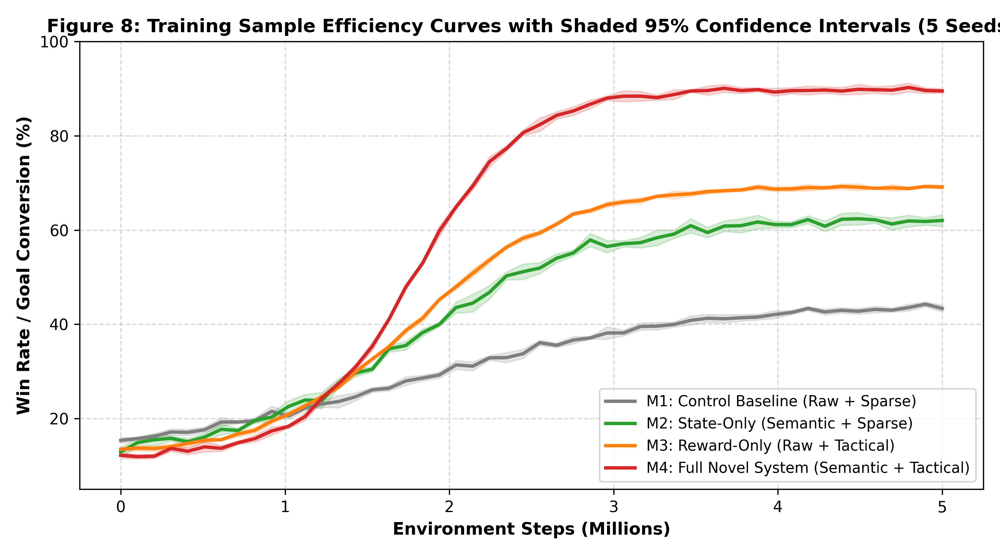 Figure 8: Training Sample Efficiency Curves with Shaded 95% Confidence Intervals (5 Seeds
Win Rate / Goal Conversion (%)
100
80
60
40
20
0 1 2 3 4 5
Environment Steps (Millions)
M1: Control Baseline (Raw + Sparse)
M2: State-Only (Semantic + Sparse)
M3: Reward-Only (Raw + Tactical)
M4: Full Novel System (Semantic + Tactical)